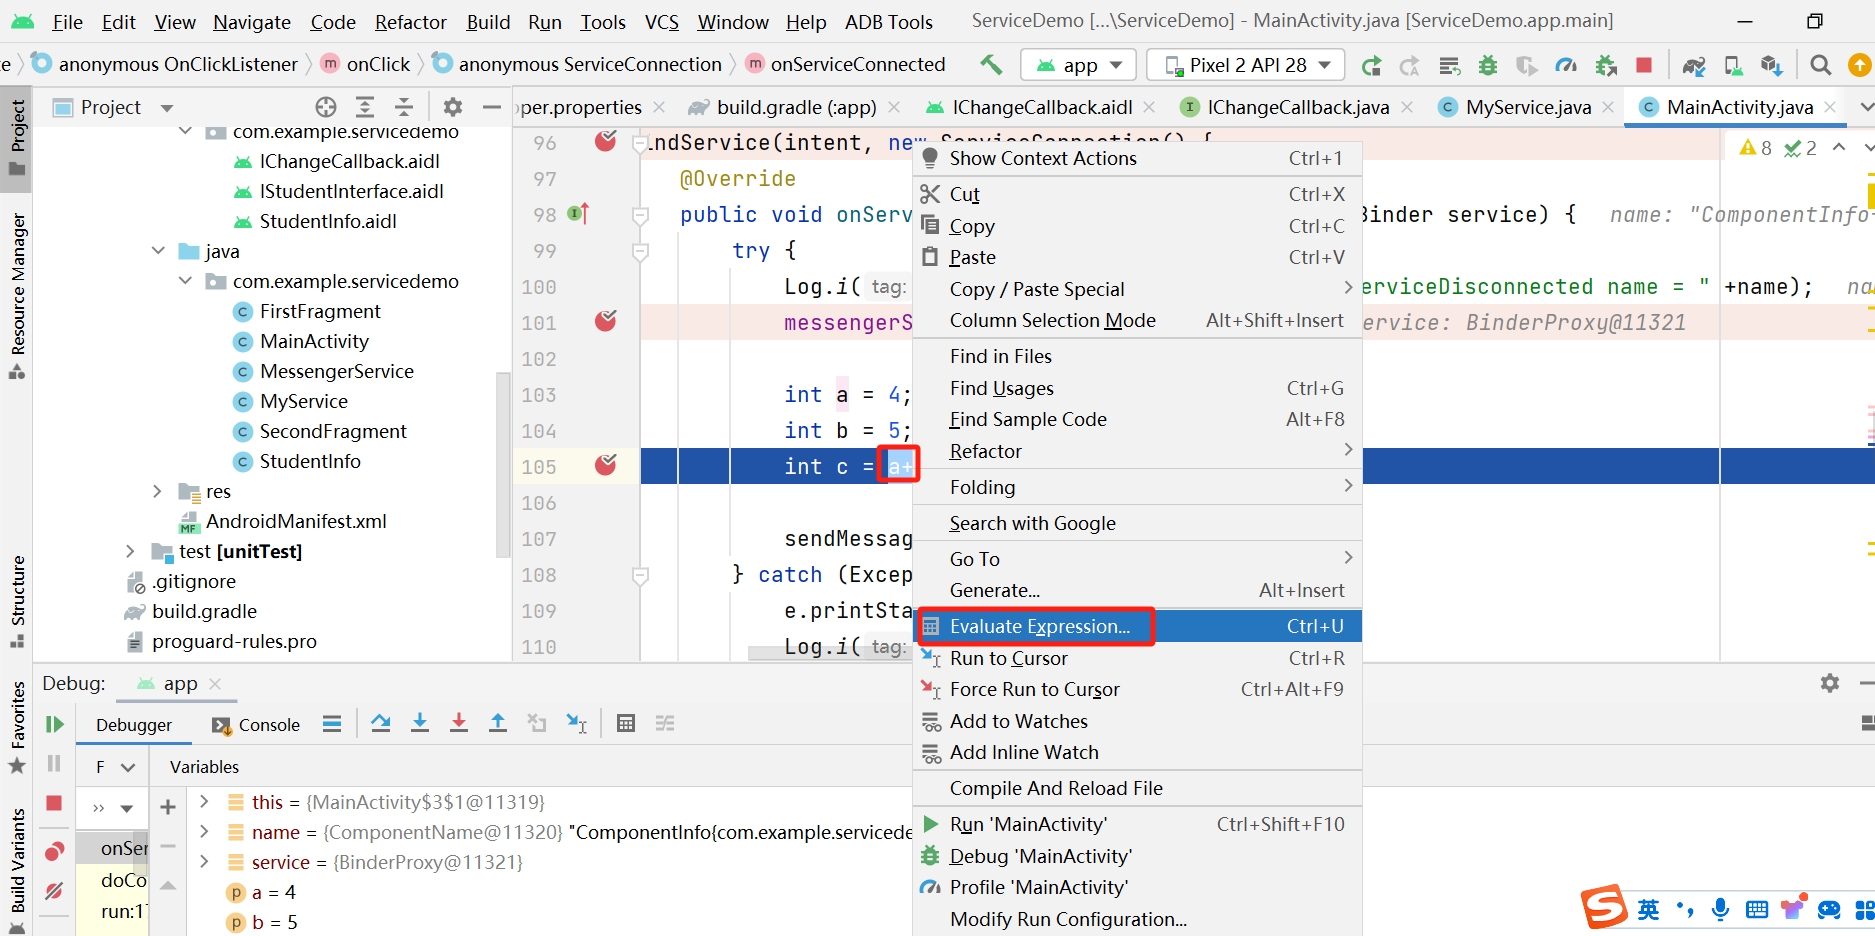 File Edit View Navigate Code Refactor Build Run Tools VCS Window Help ADB Tools ServiceDemo [...\ServiceDemo] - MainActivity.java [ServiceDemo.app.main]
anonymous OnClickListener onClick anonymous ServiceConnection onServiceConnected app Pixel 2 API 28
Project per.properties build.gradle (:app) IChangeCallback.aidl IChangeCallback.java MyService.java MainActivity.java
Project
Resource Manager
Structure
Favorites
Build Variants
com.example.servicedemo
IChangeCallback.aidl
IStudentInterface.aidl
StudentInfo.aidl
java
com.example.servicedemo
FirstFragment
MainActivity
MessengerService
MyService
SecondFragment
StudentInfo
res
AndroidManifest.xml
test [unitTest]
.gitignore
build.gradle
proguard-rules.pro
8 2
96 indService(intent, new ServiceConnection() {
97 @Override
98 public void onServ Binder service) { name: "ComponentInfo
99 try {
100 Log.i( tag: erviceDisconnected name = " +name); na
101 messengerS ervice: BinderProxy@11321
102
103 int a = 4;
104 int b = 5;
105 int c = a+
106
107 sendMessag
108 } catch (Excep
109 e.printSta
110 Log.i( tag:
Show Context Actions Ctrl+1
Cut Ctrl+X
Copy Ctrl+C
Paste Ctrl+V
Copy / Paste Special
Column Selection Mode Alt+Shift+Insert
Find in Files
Find Usages Ctrl+G
Find Sample Code Alt+F8
Refactor
Folding
Search with Google
Go To
Generate... Alt+Insert
Evaluate Expression... Ctrl+U
Run to Cursor Ctrl+R
Force Run to Cursor Ctrl+Alt+F9
Add to Watches
Add Inline Watch
Compile And Reload File
Run 'MainActivity' Ctrl+Shift+F10
Debug 'MainActivity'
Profile 'MainActivity'
Modify Run Configuration...
Debug: app
Debugger Console
F Variables
onSer
doCo
run:17
this = {MainActivity$3$1@11319}
name = {ComponentName@11320} "ComponentInfo{com.example.servicede
service = {BinderProxy@11321}
a = 4
b = 5
英